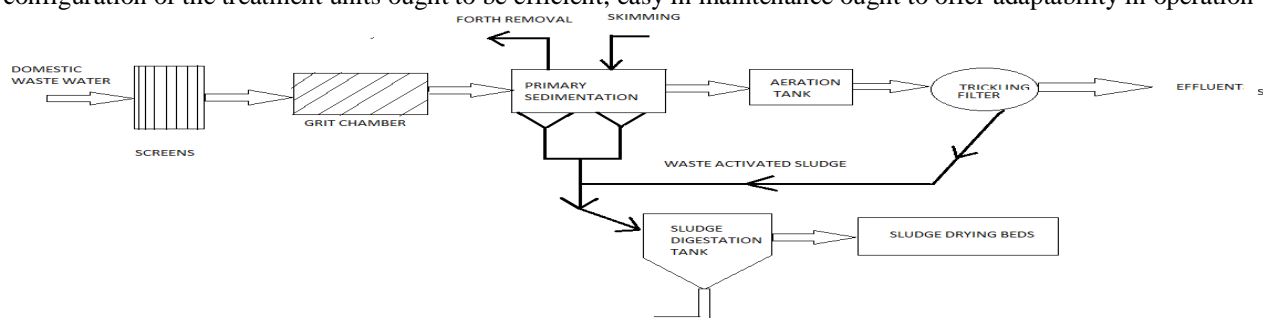 configuration of the treatment units ought to be efficient, easy in maintenance ought to offer adaptability in operation
FORTH REMOVAL
SKIMMING
DOMESTIC
WASTE WATER
PRIMARY
SEDIMENTATION
AERATION
TANK
TRICKLING
FILTER
EFFLUENT
S
GRIT CHAMBER
SCREENS
WASTE ACTIVATED SLUDGE
SLUDGE
DIGESTATION
TANK
SLUDGE DRYING BEDS